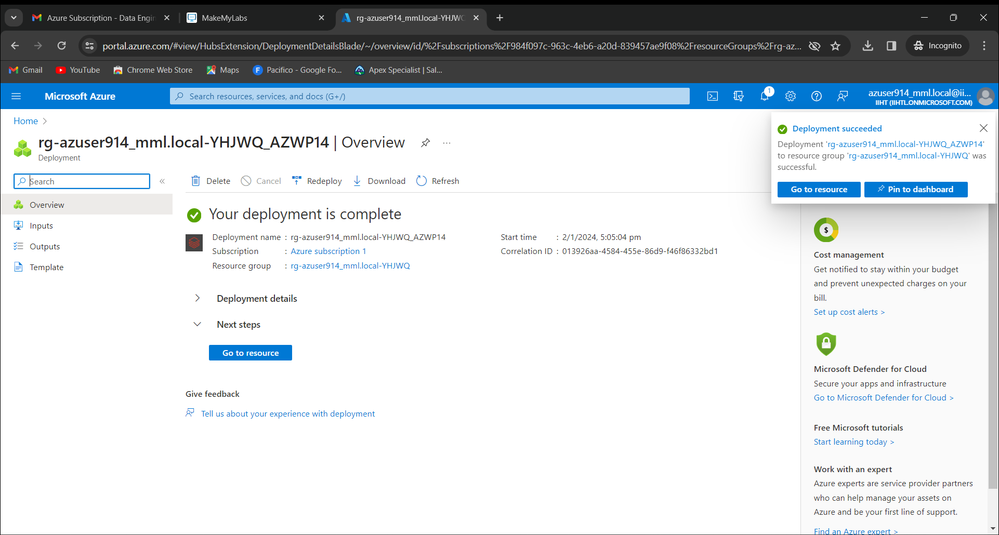 Azure Subscription - Data Engin
MakeMyLabs
rg-azuser914_mml.local-YHJWQ
portal.azure.com/#view/HubsExtension/DeploymentDetailsBlade/~/overview/id/%2Fsubscriptions%2F984f097c-963c-4eb6-a20d-839457ae9f08%2FresourceGroups%2Frg-az...
Incognito
Gmail
YouTube
Chrome Web Store
Maps
Pacifico - Google Fo...
Apex Specialist | Sal...
Microsoft Azure
Search resources, services, and docs (G+/)
1
azuser914_mml.local@ii...
IIHT (IIHTL.ONMICROSOFT.COM)
Home
rg-azuser914_mml.local-YHJWQ_AZWP14 | Overview
Deployment
Search
Overview
Inputs
Outputs
Template
Delete
Cancel
Redeploy
Download
Refresh
Your deployment is complete
Deployment name : rg-azuser914_mml.local-YHJWQ_AZWP14
Subscription : Azure subscription 1
Resource group : rg-azuser914_mml.local-YHJWQ
Start time : 2/1/2024, 5:05:04 pm
Correlation ID : 013926aa-4584-455e-86d9-f46f86332bd1
Deployment details
Next steps
Go to resource
Give feedback
Tell us about your experience with deployment
Deployment succeeded
Deployment 'rg-azuser914_mml.local-YHJWQ_AZWP14'
to resource group 'rg-azuser914_mml.local-YHJWQ' was
successful.
Go to resource
Pin to dashboard
$
Cost management
Get notified to stay within your budget
and prevent unexpected charges on your
bill.
Set up cost alerts >
Microsoft Defender for Cloud
Secure your apps and infrastructure
Go to Microsoft Defender for Cloud >
Free Microsoft tutorials
Start learning today >
Work with an expert
Azure experts are service provider partners
who can help manage your assets on
Azure and be your first line of support.
Find an Azure expert >